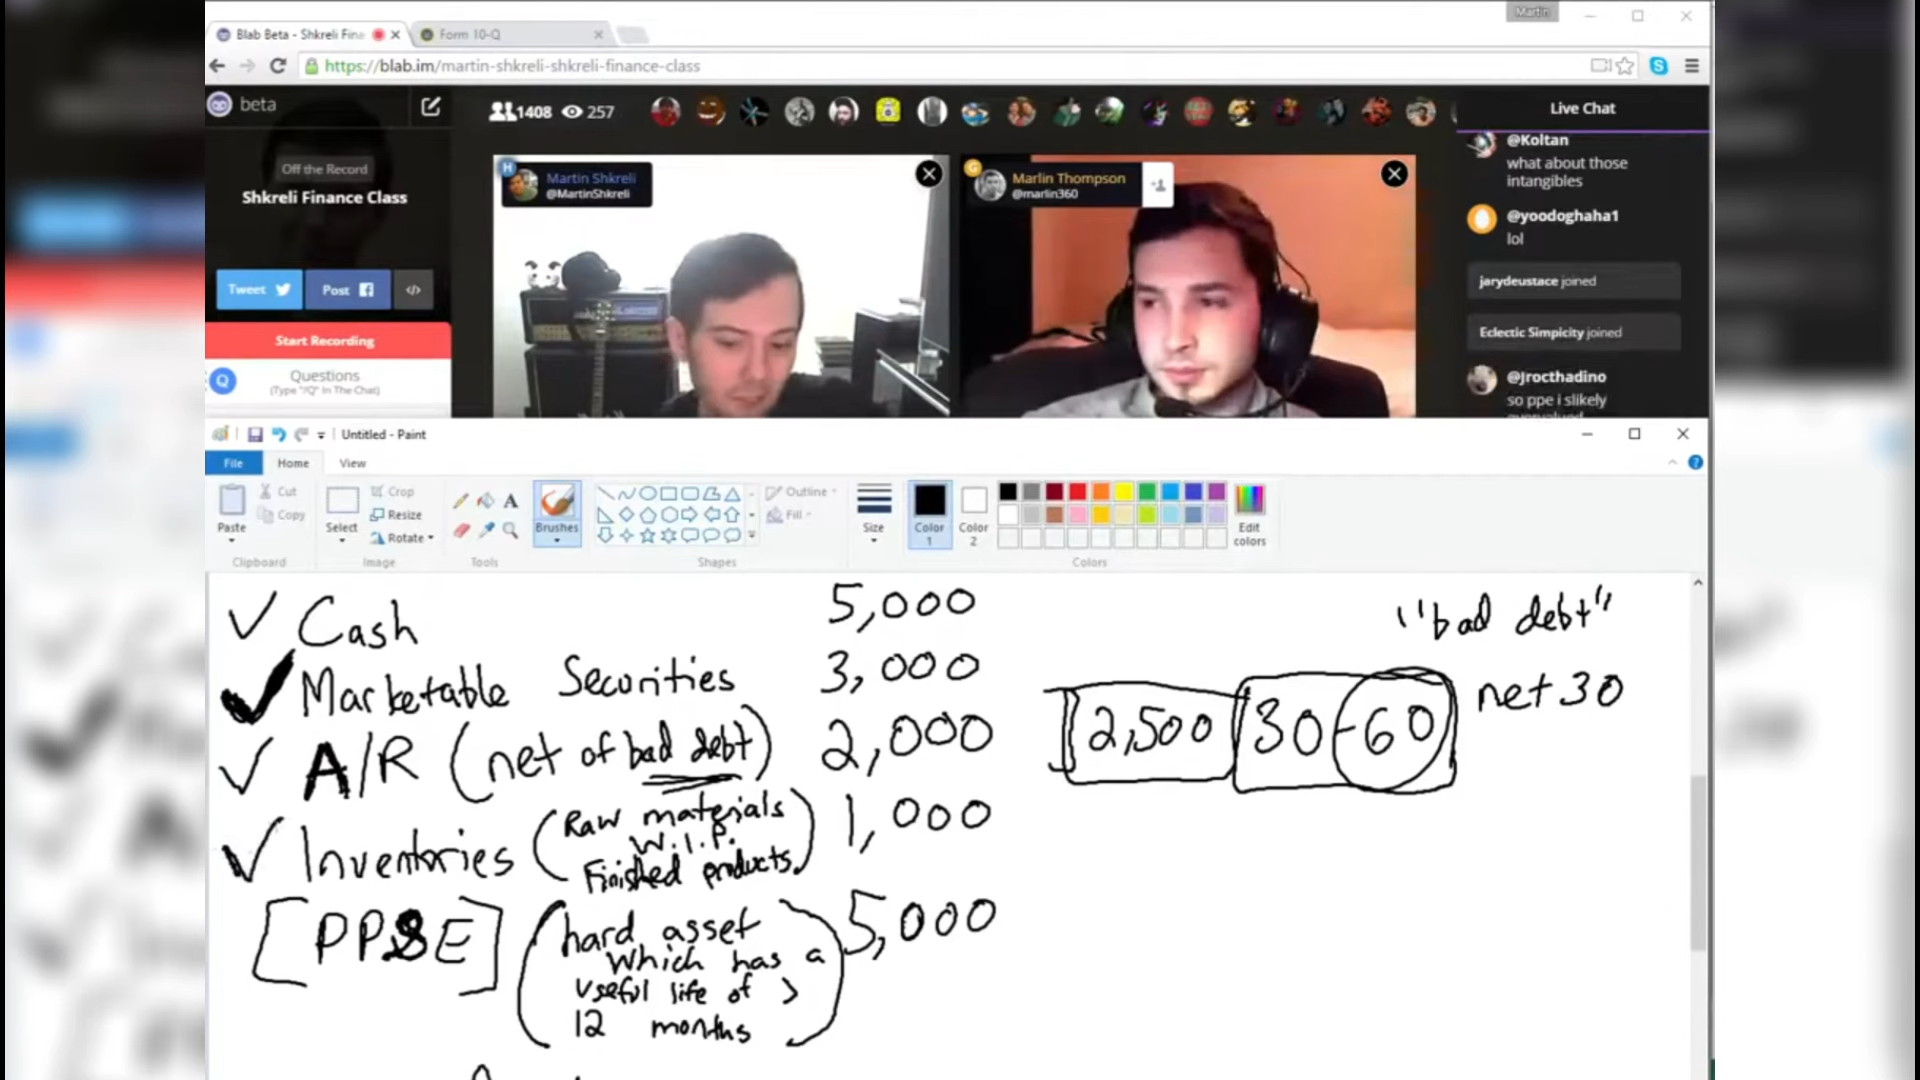 Martin
Blab Beta - Shkreli Fina
Form 10-Q
https://blab.im/martin-shkreli-shkreli-finance-class
beta
1408 257
Off the Record
Shkreli Finance Class
Tweet
Post
</>
Start Recording
Q
Questions
(Type "/Q" In The Chat)
H
Martin Shkreli
@MartinShkreli
G
Marlin Thompson
@marlin360
+1
Live Chat
@Koltan
what about those
intangibles
@yoodoghaha1
lol
jarydeustace joined
Eclectic Simpicity joined
@Jrocthadino
so ppe i slikely
overvalued
Untitled - Paint
File Home View
Paste
Cut
Copy
Clipboard
Select
Crop
Resize
Rotate
Image
A
Tools
Brushes
Shapes
Outline
Fill
Size
Color
1
Color
2
Edit
colors
Colors
✓ Cash 5,000
✓ Marketable Securities 3,000
✓ A/R (net of bad debt) 2,000
✓ Inventories (Raw materials
W.I.P.
Finished products) 1,000
[PP&E] (hard asset
which has a
useful life of >
12 months) 5,000
"bad debt"
2,500 30-60 net 30